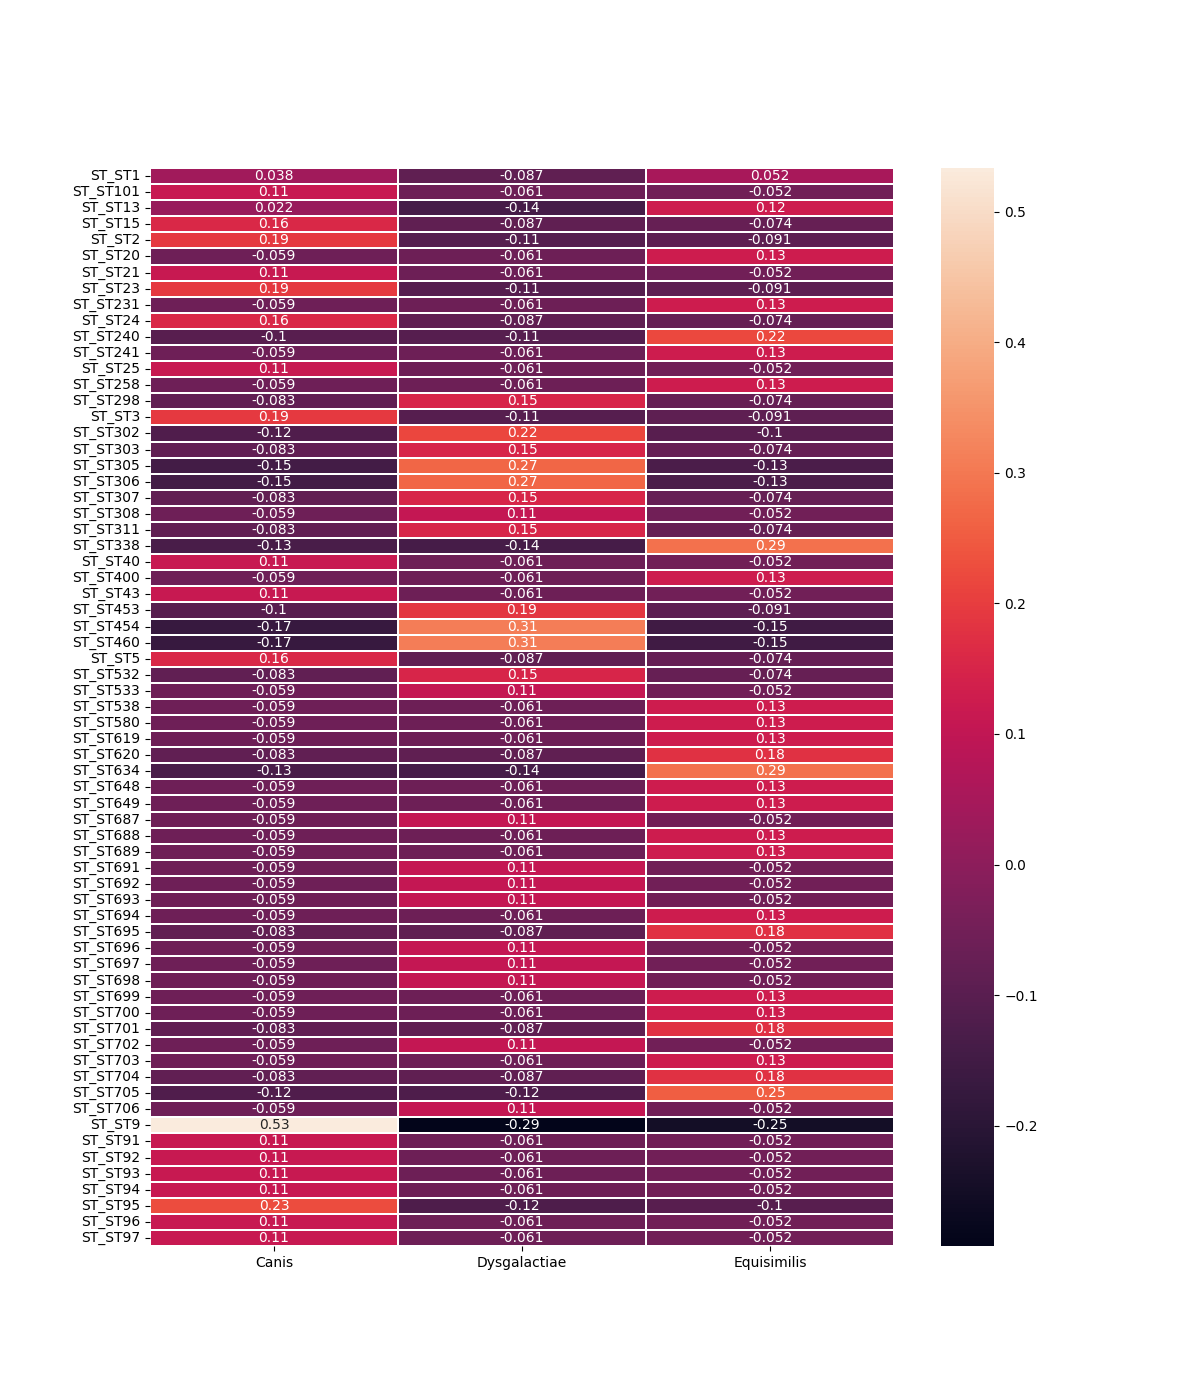 ST_ST1 0.038 -0.087 0.052
ST_ST101 0.11 -0.061 -0.052 0.5
ST_ST13 0.022 -0.14 0.12
ST_ST15 0.16 -0.087 -0.074
ST_ST2 0.19 -0.11 -0.091
ST_ST20 -0.059 -0.061 0.13
ST_ST21 0.11 -0.061 -0.052
ST_ST23 0.19 -0.11 -0.091
ST_ST231 -0.059 -0.061 0.13
ST_ST24 0.16 -0.087 -0.074
ST_ST240 -0.1 -0.11 0.22 0.4
ST_ST241 -0.059 -0.061 0.13
ST_ST25 0.11 -0.061 -0.052
ST_ST258 -0.059 -0.061 0.13
ST_ST298 -0.083 0.15 -0.074
ST_ST3 0.19 -0.11 -0.091
ST_ST302 -0.12 0.22 -0.1
ST_ST303 -0.083 0.15 -0.074
ST_ST305 -0.15 0.27 -0.13 0.3
ST_ST306 -0.15 0.27 -0.13
ST_ST307 -0.083 0.15 -0.074
ST_ST308 -0.059 0.11 -0.052
ST_ST311 -0.083 0.15 -0.074
ST_ST338 -0.13 -0.14 0.29
ST_ST40 0.11 -0.061 -0.052
ST_ST400 -0.059 -0.061 0.13
ST_ST43 0.11 -0.061 -0.052
ST_ST453 -0.1 0.19 -0.091 0.2
ST_ST454 -0.17 0.31 -0.15
ST_ST460 -0.17 0.31 -0.15
ST_ST5 0.16 -0.087 -0.074
ST_ST532 -0.083 0.15 -0.074
ST_ST533 -0.059 0.11 -0.052
ST_ST538 -0.059 -0.061 0.13
ST_ST580 -0.059 -0.061 0.13
ST_ST619 -0.059 -0.061 0.13 0.1
ST_ST620 -0.083 -0.087 0.18
ST_ST634 -0.13 -0.14 0.29
ST_ST648 -0.059 -0.061 0.13
ST_ST649 -0.059 -0.061 0.13
ST_ST687 -0.059 0.11 -0.052
ST_ST688 -0.059 -0.061 0.13
ST_ST689 -0.059 -0.061 0.13
ST_ST691 -0.059 0.11 -0.052 0.0
ST_ST692 -0.059 0.11 -0.052
ST_ST693 -0.059 0.11 -0.052
ST_ST694 -0.059 -0.061 0.13
ST_ST695 -0.083 -0.087 0.18
ST_ST696 -0.059 0.11 -0.052
ST_ST697 -0.059 0.11 -0.052
ST_ST698 -0.059 0.11 -0.052
ST_ST699 -0.059 -0.061 0.13 −0.1
ST_ST700 -0.059 -0.061 0.13
ST_ST701 -0.083 -0.087 0.18
ST_ST702 -0.059 0.11 -0.052
ST_ST703 -0.059 -0.061 0.13
ST_ST704 -0.083 -0.087 0.18
ST_ST705 -0.12 -0.12 0.25
ST_ST706 -0.059 0.11 -0.052
ST_ST9 0.53 -0.29 -0.25 −0.2
ST_ST91 0.11 -0.061 -0.052
ST_ST92 0.11 -0.061 -0.052
ST_ST93 0.11 -0.061 -0.052
ST_ST94 0.11 -0.061 -0.052
ST_ST95 0.23 -0.12 -0.1
ST_ST96 0.11 -0.061 -0.052
ST_ST97 0.11 -0.061 -0.052
Canis Dysgalactiae Equisimilis